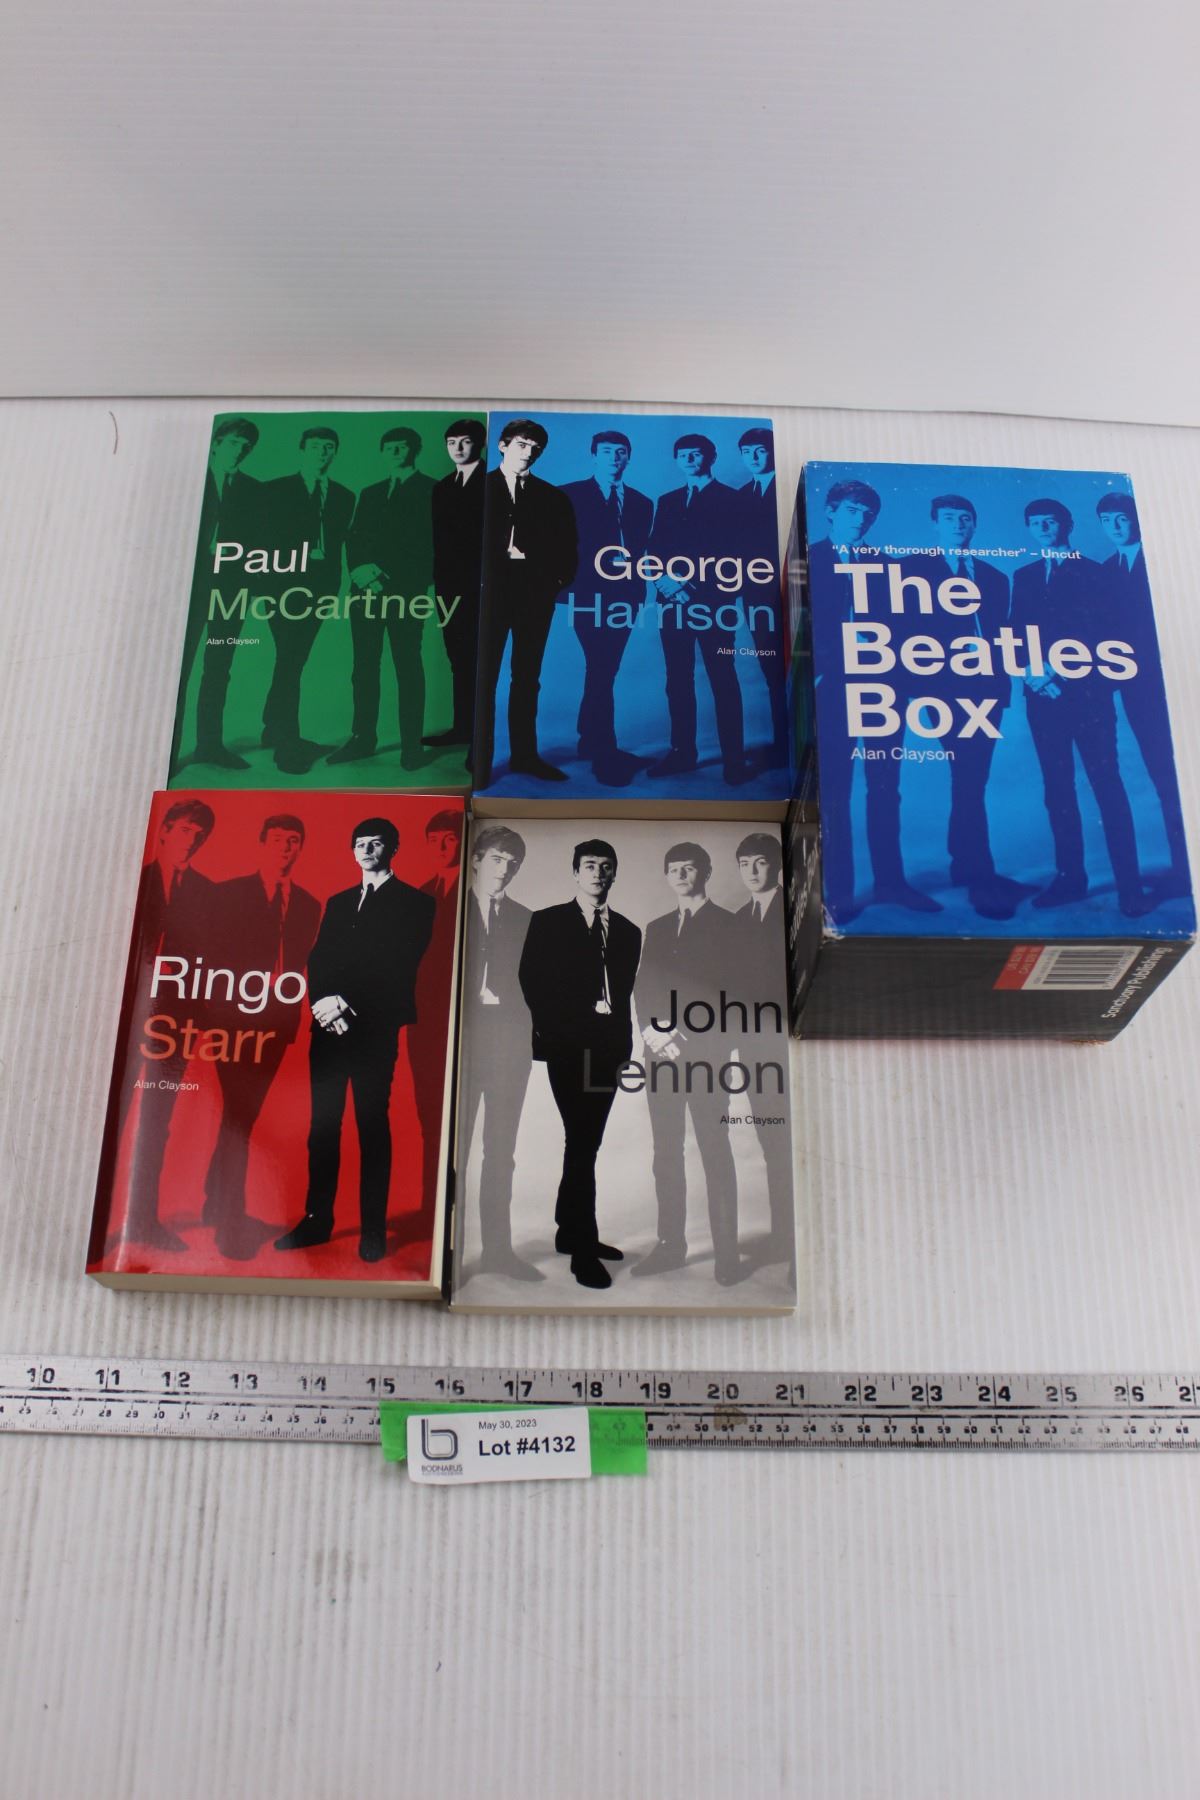 Paul
McCartney
Alan Clayson
George
Harrison
Alan Clayson
"A very thorough researcher" – Uncut
The
Beatles
Box
Alan Clayson
Sanctuary Publishing
Ringo
Starr
Alan Clayson
John
Lennon
Alan Clayson
10 11 12 13 14 15 16 17 18 19 20 21 22 23 24 25 26
May 30, 2023
Lot #4132
BODNARUS